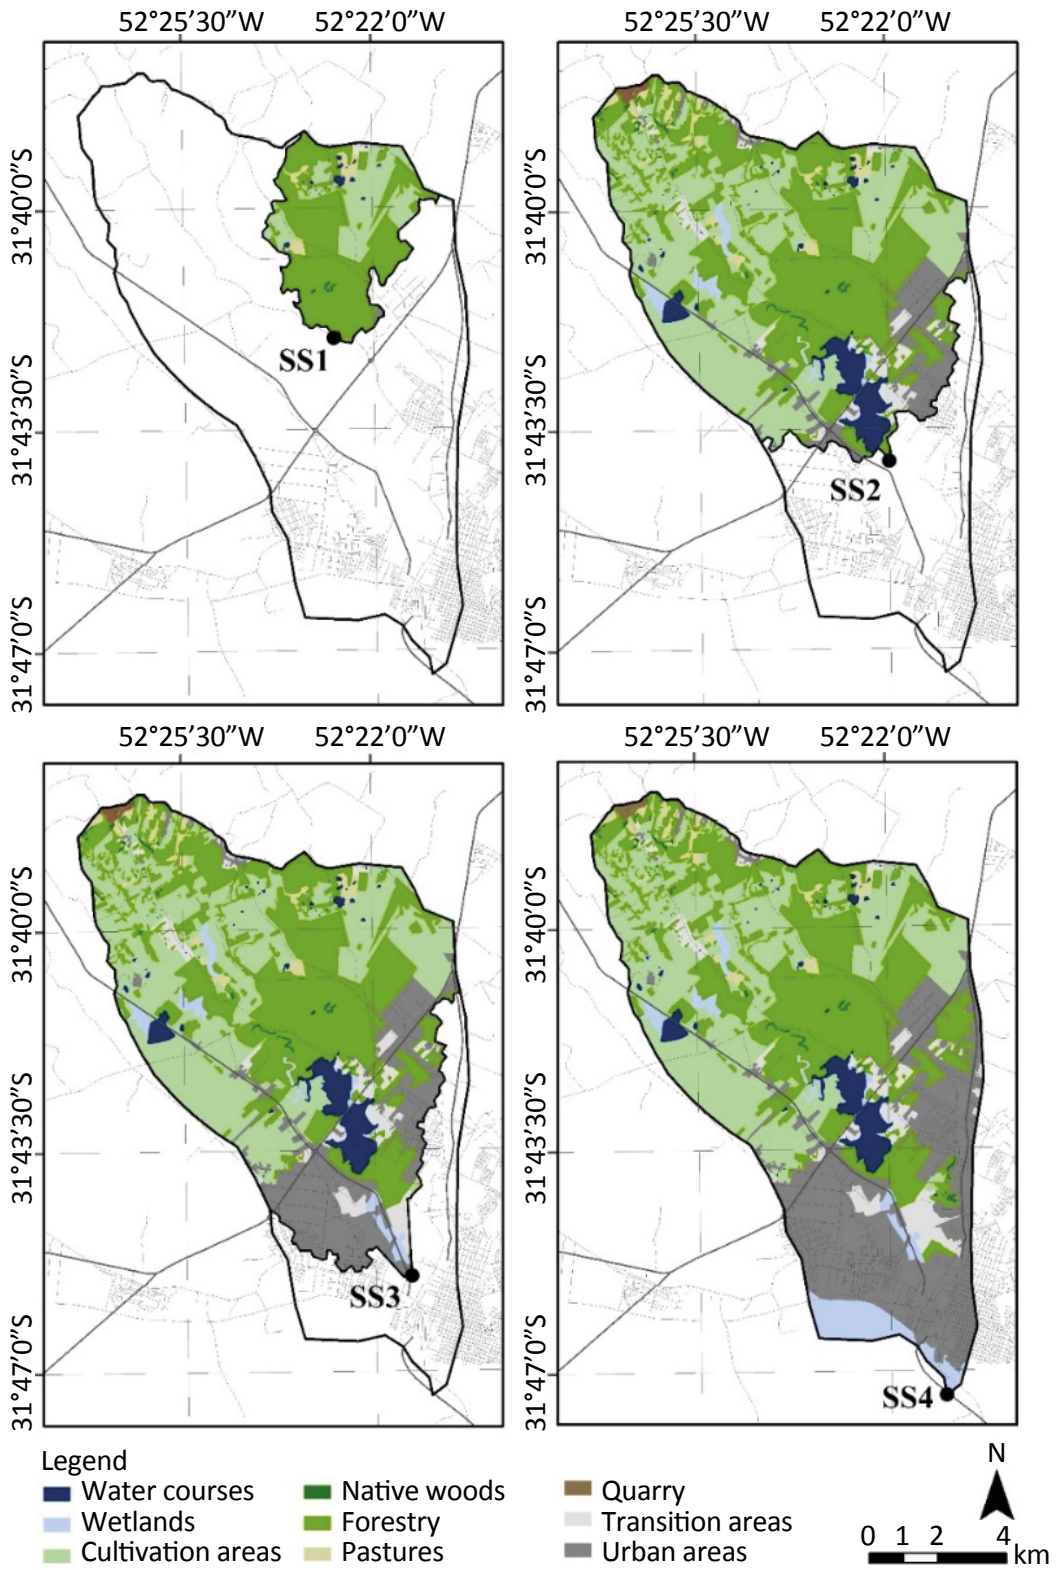 52°25′30″W 52°22′0″W 52°25′30″W 52°22′0″W
31°40′0″S
31°43′30″S
31°47′0″S
SS1
31°40′0″S
31°43′30″S
31°47′0″S
SS2
52°25′30″W 52°22′0″W 52°25′30″W 52°22′0″W
31°40′0″S
31°43′30″S
31°47′0″S
SS3
31°40′0″S
31°43′30″S
31°47′0″S
SS4
Legend
Water courses
Wetlands
Cultivation areas
Native woods
Forestry
Pastures
Quarry
Transition areas
Urban areas
N
0 1 2 4
km